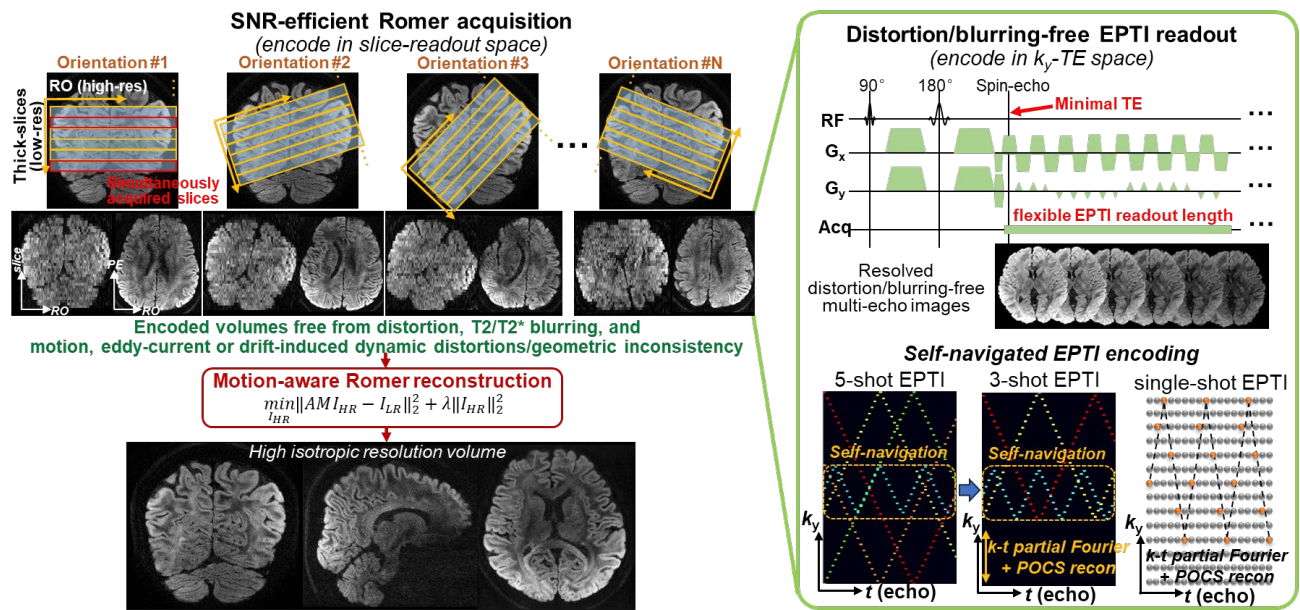 SNR-efficient Romer acquisition
(encode in slice-readout space)
Orientation #1
Orientation #2
Orientation #3
Orientation #N
RO (high-res)
Thick-slices
(low-res)
Simultaneously
acquired slices
...
slice
RO
PE
RO
Encoded volumes free from distortion, T2/T2* blurring, and
motion, eddy-current or drift-induced dynamic distortions/geometric inconsistency
Motion-aware Romer reconstruction
min ‖AMI_HR − I_LR‖₂² + λ‖I_HR‖₂²
I_HR
High isotropic resolution volume
Distortion/blurring-free EPTI readout
(encode in k_y-TE space)
Spin-echo
90°
180°
Minimal TE
RF
...
G_x
...
G_y
...
flexible EPTI readout length
Acq
...
Resolved
distortion/blurring-free
multi-echo images
Self-navigated EPTI encoding
5-shot EPTI
3-shot EPTI
single-shot EPTI
Self-navigation
Self-navigation
k_y
t (echo)
k_y
k-t partial Fourier
+ POCS recon
t (echo)
k_y
k-t partial Fourier
+ POCS recon
t (echo)